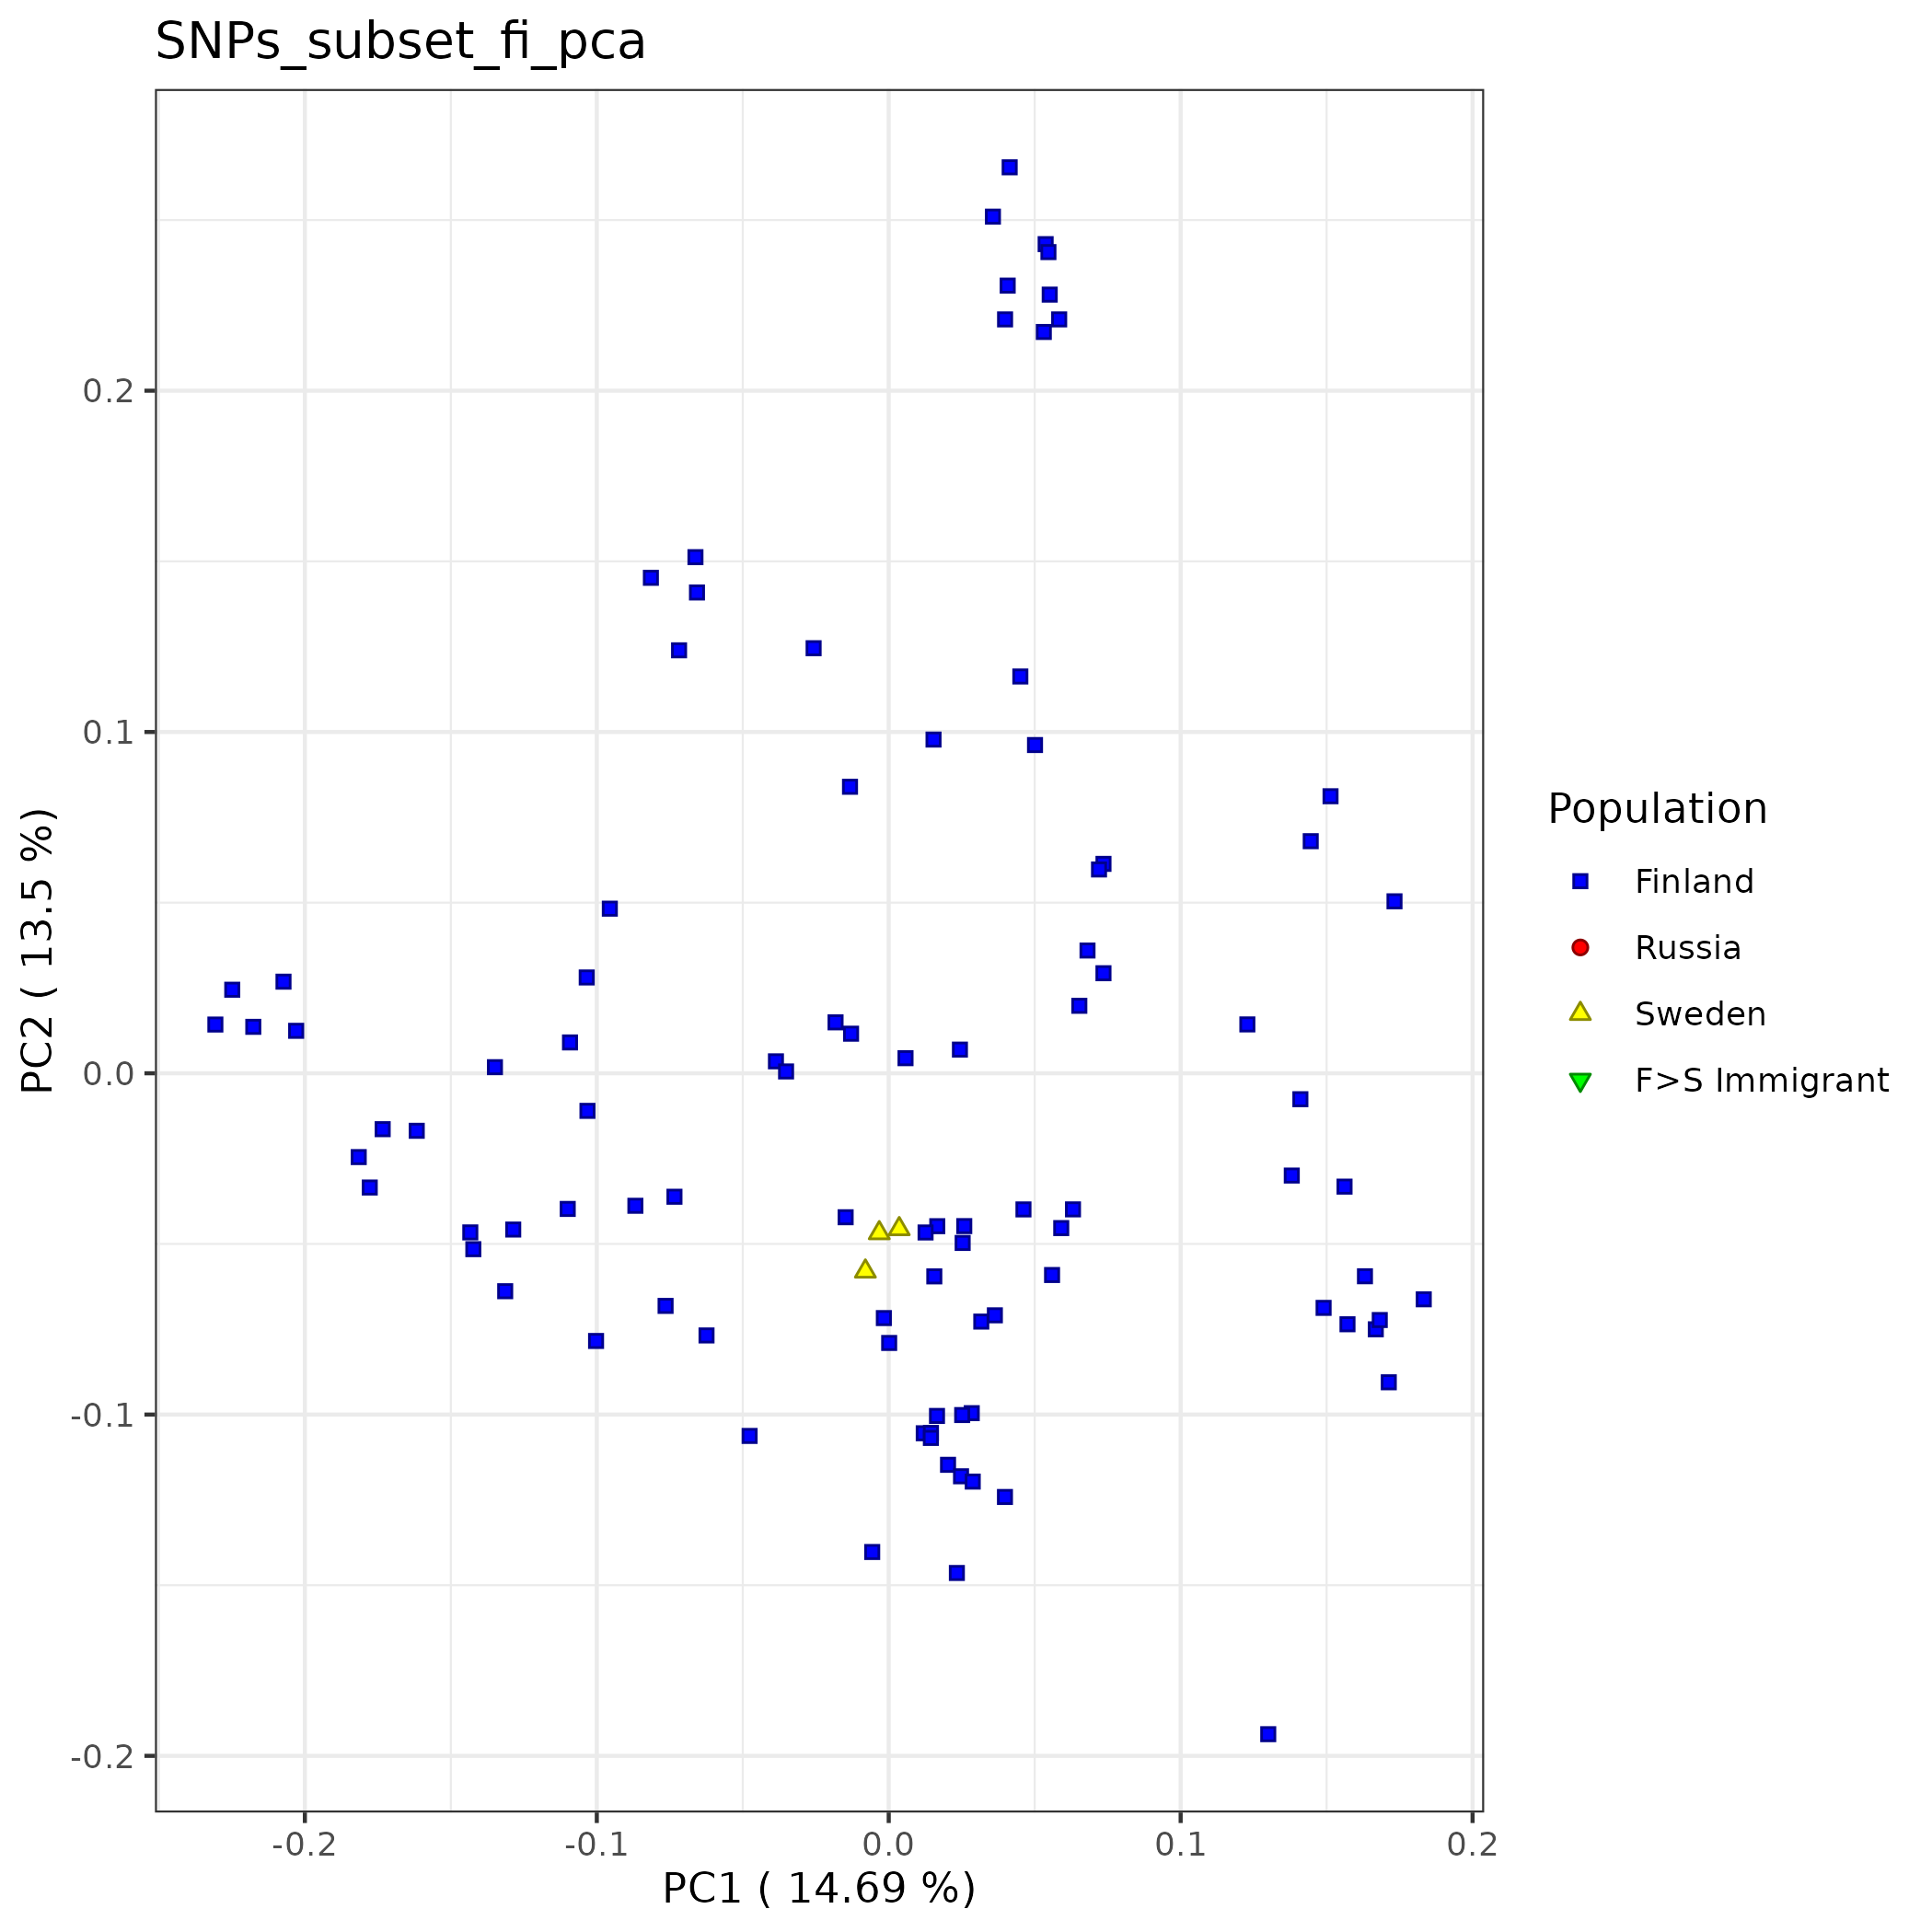 SNPs_subset_fi_pca
PC2 ( 13.5 %)
0.2
0.1
0.0
-0.1
-0.2
-0.2
-0.1
0.0
0.1
0.2
PC1 ( 14.69 %)
Population
Finland
Russia
Sweden
F>S Immigrant